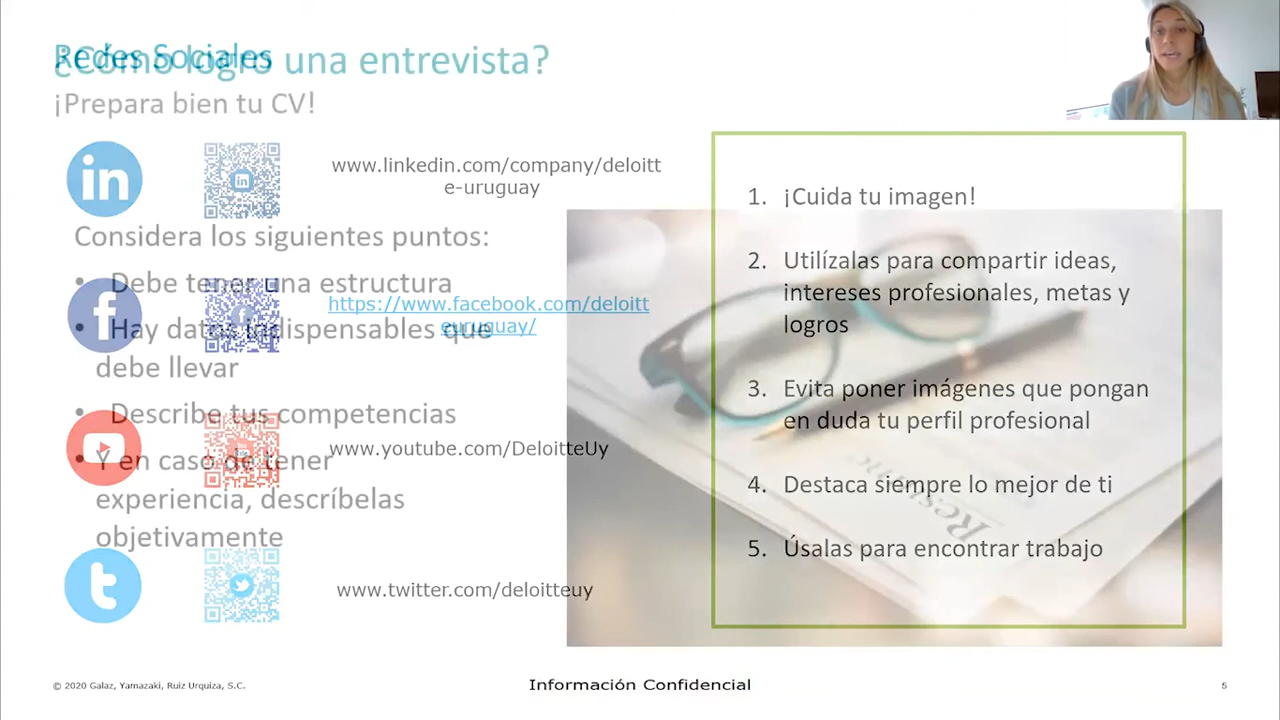 Redes Sociales
¿Cómo logro una entrevista?
¡Prepara bien tu CV!
in
www.linkedin.com/company/deloitt
e-uruguay
Considera los siguientes puntos:
• Debe tener una estructura
f
https://www.facebook.com/deloitt
euruguay/
• Hay datos indispensables que
debe llevar
• Describe tus competencias
www.youtube.com/DeloitteUy
• Y en caso de tener
experiencia, descríbelas
objetivamente
t
www.twitter.com/deloitteuy
1. ¡Cuida tu imagen!
2. Utilízalas para compartir ideas,
intereses profesionales, metas y
logros
3. Evita poner imágenes que pongan
en duda tu perfil profesional
4. Destaca siempre lo mejor de ti
5. Úsalas para encontrar trabajo
Resume
© 2020 Galaz, Yamazaki, Ruiz Urquiza, S.C.
Información Confidencial
5